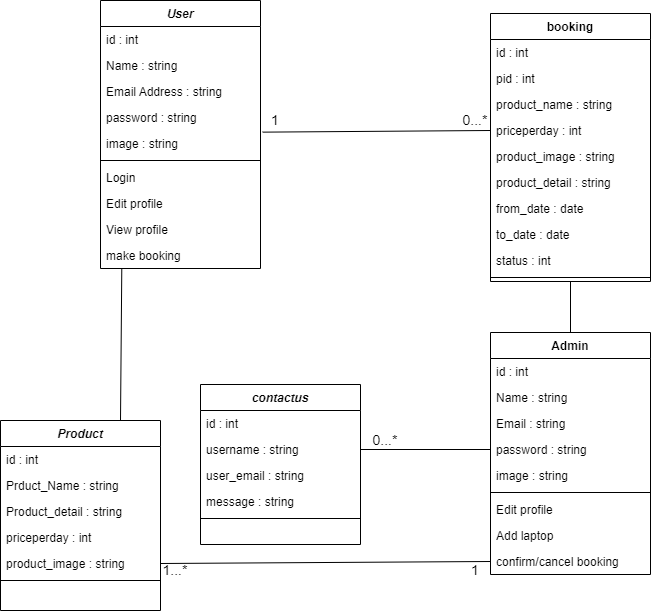 User
id : int
Name : string
Email Address : string
password : string
image : string
Login
Edit profile
View profile
make booking
1
0...*
booking
id : int
pid : int
product_name : string
priceperday : int
product_image : string
product_detail : string
from_date : date
to_date : date
status : int
Admin
id : int
Name : string
Email : string
password : string
image : string
Edit profile
Add laptop
confirm/cancel booking
contactus
id : int
username : string
user_email : string
message : string
0...*
Product
id : int
Prduct_Name : string
Product_detail : string
priceperday : int
product_image : string
1...*
1